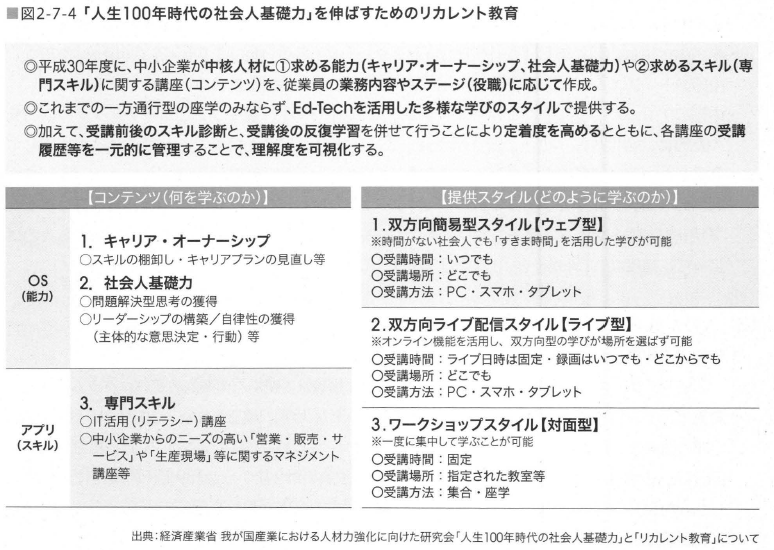 ■図2-7-4「人生100年時代の社会人基礎力」を伸ばすためのリカレント教育
◎平成30年度に、中小企業が中核人材に①求める能力(キャリア・オーナーシップ、社会人基礎力)や②求めるスキル(専
門スキル)に関する講座(コンテンツ)を、従業員の業務内容やステージ(役職)に応じて作成。
◎これまでの一方通行型の座学のみならず、Ed-Techを活用した多様な学びのスタイルで提供する。
◎加えて、受講前後のスキル診断と、受講後の反復学習を併せて行うことにより定着度を高めるとともに、各講座の受講
履歴等を一元的に管理することで、理解度を可視化する。
【コンテンツ(何を学ぶのか)】
OS
(能力)
1. キャリア・オーナーシップ
○スキルの棚卸し・キャリアプランの見直し等
2. 社会人基礎力
○問題解決型思考の獲得
○リーダーシップの構築／自律性の獲得
(主体的な意思決定・行動) 等
アプリ
(スキル)
3. 専門スキル
○IT活用(リテラシー)講座
○中小企業からのニーズの高い「営業・販売・サ
ービス」や「生産現場」等に関するマネジメント
講座等
【提供スタイル(どのように学ぶのか)】
1.双方向簡易型スタイル【ウェブ型】
※時間がない社会人でも「すきま時間」を活用した学びが可能
○受講時間：いつでも
○受講場所：どこでも
○受講方法：PC・スマホ・タブレット
2.双方向ライブ配信スタイル【ライブ型】
※オンライン機能を活用し、双方向型の学びが場所を選ばず可能
○受講時間：ライブ日時は固定・録画はいつでも・どこからでも
○受講場所：どこでも
○受講方法：PC・スマホ・タブレット
3.ワークショップスタイル【対面型】
※一度に集中して学ぶことが可能
○受講時間：固定
○受講場所：指定された教室等
○受講方法：集合・座学
出典：経済産業省 我が国産業における人材力強化に向けた研究会「人生100年時代の社会人基礎力」と「リカレント教育」について